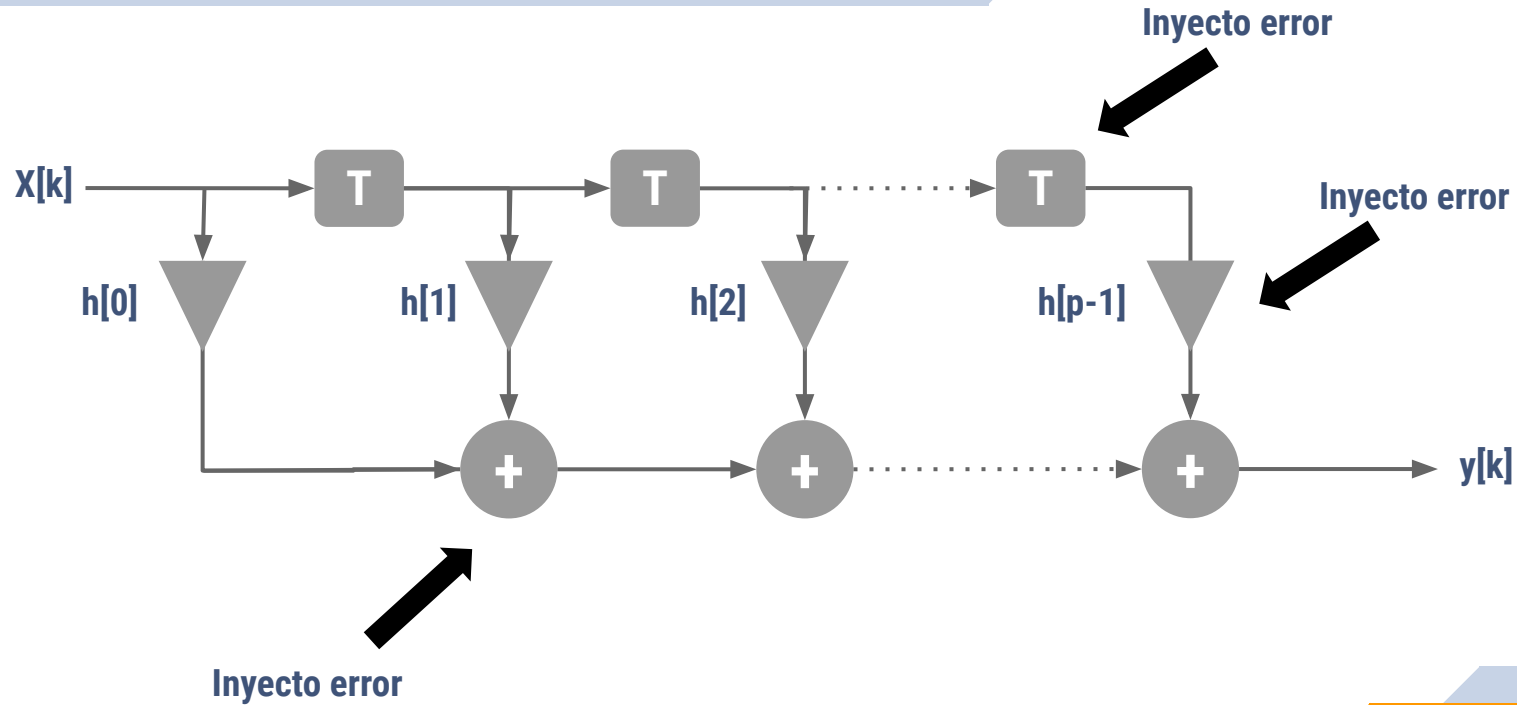 Inyecto error
X[k]
T
T
T
Inyecto error
h[0]
h[1]
h[2]
h[p-1]
+
+
+
y[k]
Inyecto error